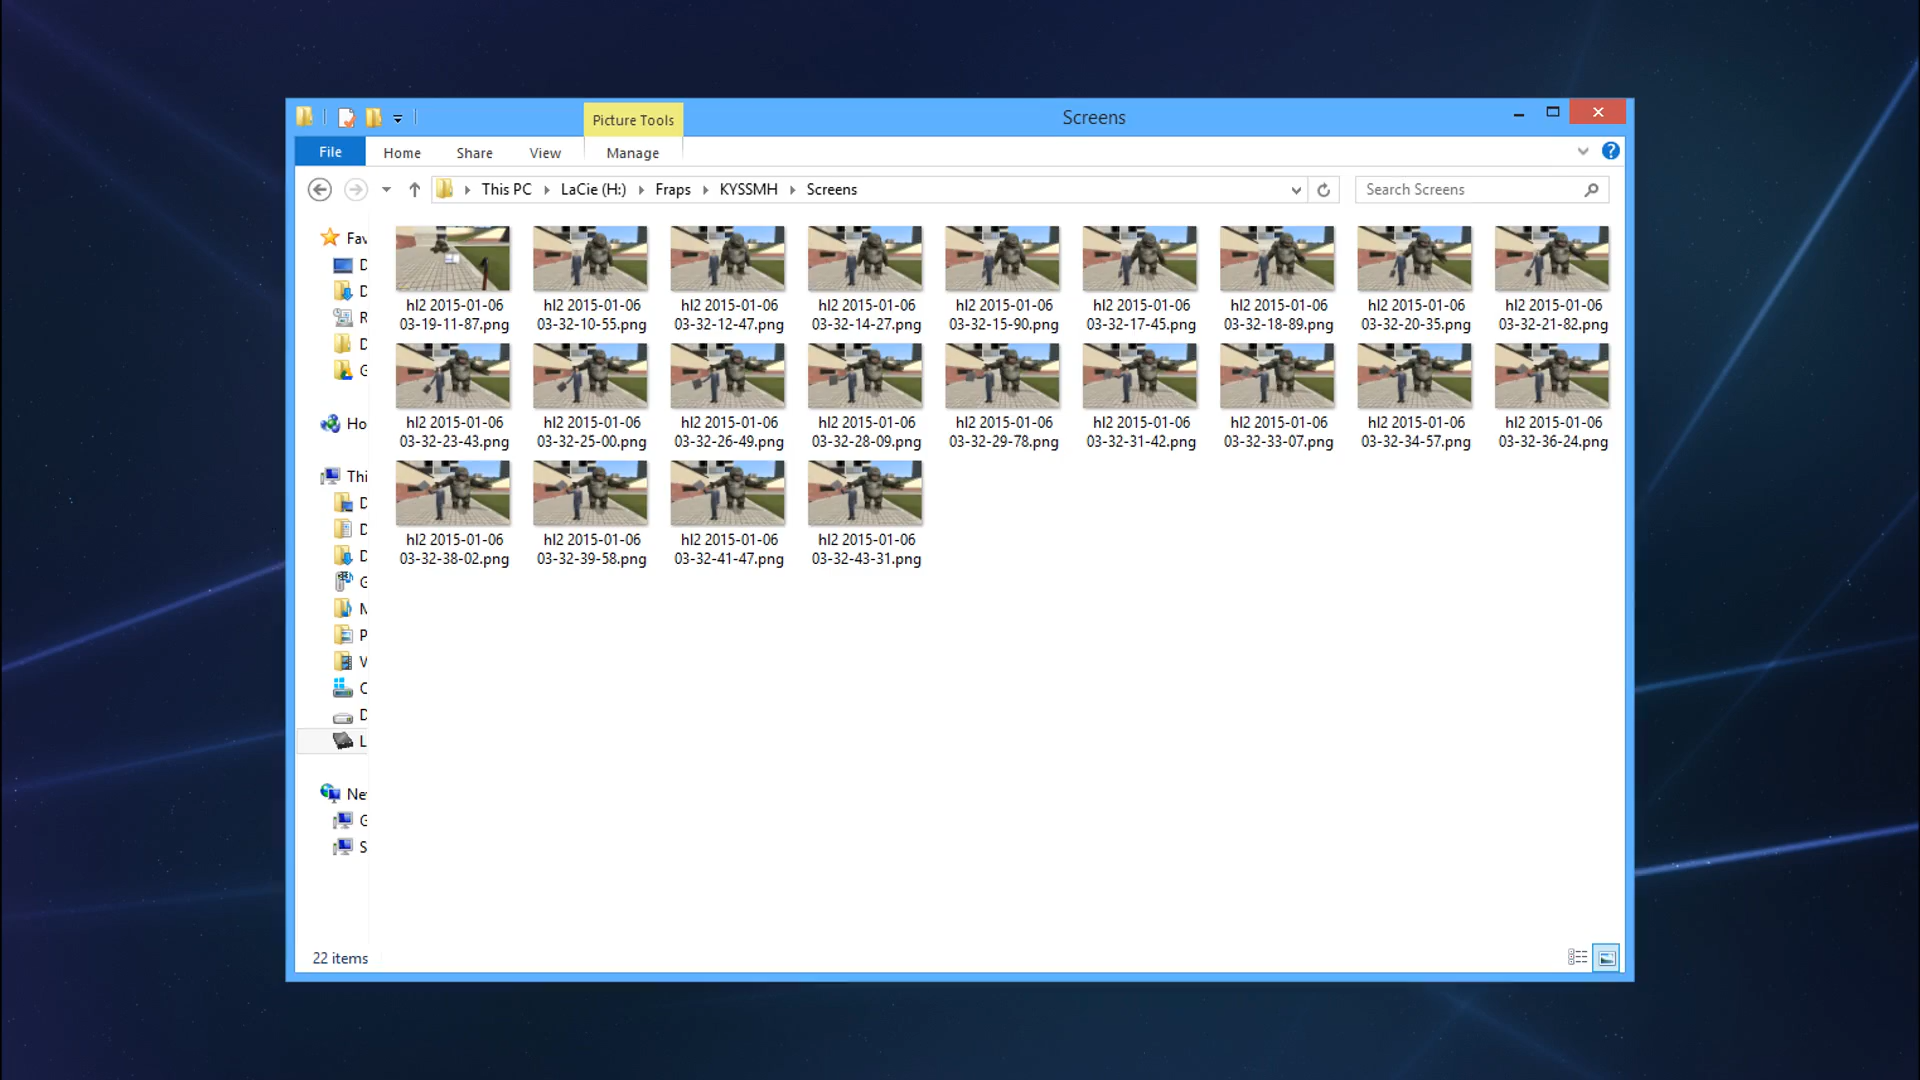 Picture Tools
Screens
File
Home
Share
View
Manage
This PC
LaCie (H:)
Fraps
KYSSMH
Screens
Search Screens
Fav
D
D
R
D
G
Ho
Thi
D
D
D
G
M
P
V
C
D
L
Ne
G
S
hl2 2015-01-06
03-19-11-87.png
hl2 2015-01-06
03-32-10-55.png
hl2 2015-01-06
03-32-12-47.png
hl2 2015-01-06
03-32-14-27.png
hl2 2015-01-06
03-32-15-90.png
hl2 2015-01-06
03-32-17-45.png
hl2 2015-01-06
03-32-18-89.png
hl2 2015-01-06
03-32-20-35.png
hl2 2015-01-06
03-32-21-82.png
hl2 2015-01-06
03-32-23-43.png
hl2 2015-01-06
03-32-25-00.png
hl2 2015-01-06
03-32-26-49.png
hl2 2015-01-06
03-32-28-09.png
hl2 2015-01-06
03-32-29-78.png
hl2 2015-01-06
03-32-31-42.png
hl2 2015-01-06
03-32-33-07.png
hl2 2015-01-06
03-32-34-57.png
hl2 2015-01-06
03-32-36-24.png
hl2 2015-01-06
03-32-38-02.png
hl2 2015-01-06
03-32-39-58.png
hl2 2015-01-06
03-32-41-47.png
hl2 2015-01-06
03-32-43-31.png
22 items